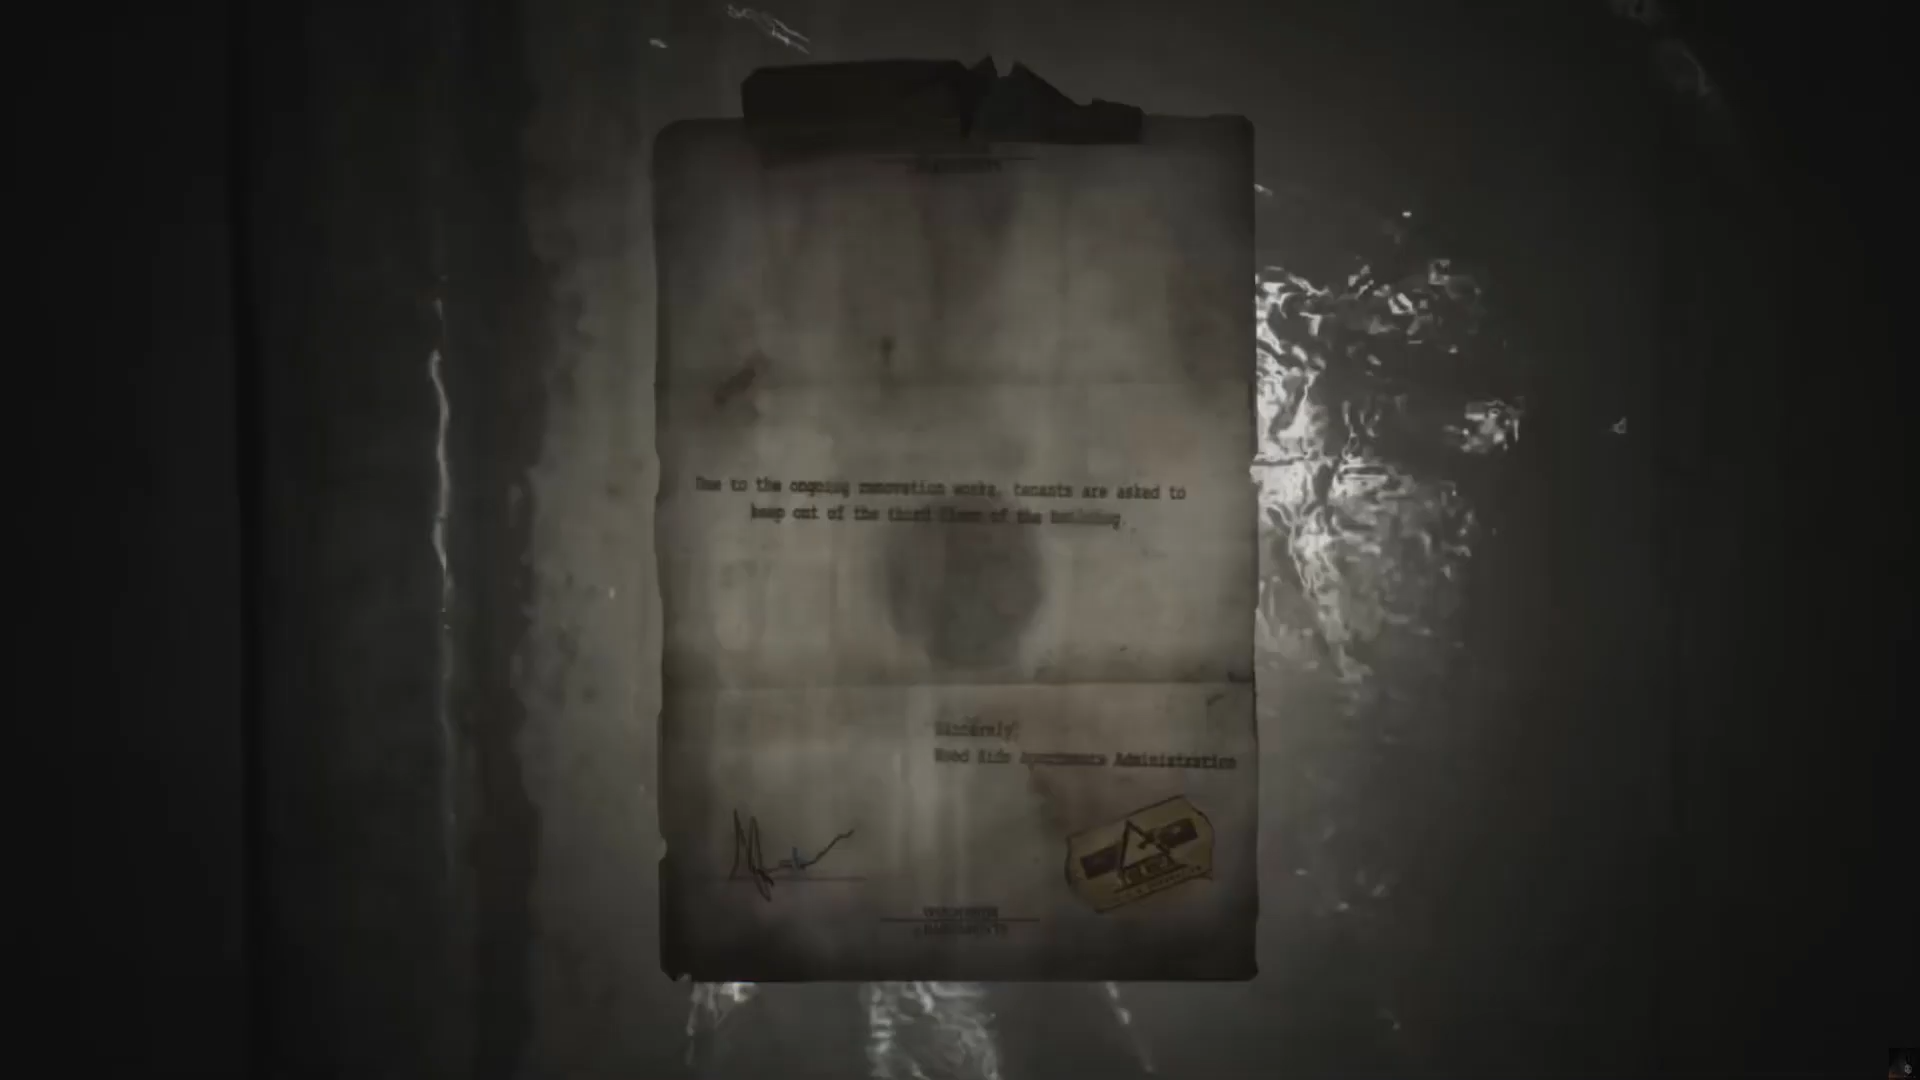 Due to the ongoing renovation works, tenants are asked to
keep out of the third floor of the building.
Sincerely,
Wood Side Apartments Administration
APARTMENTS